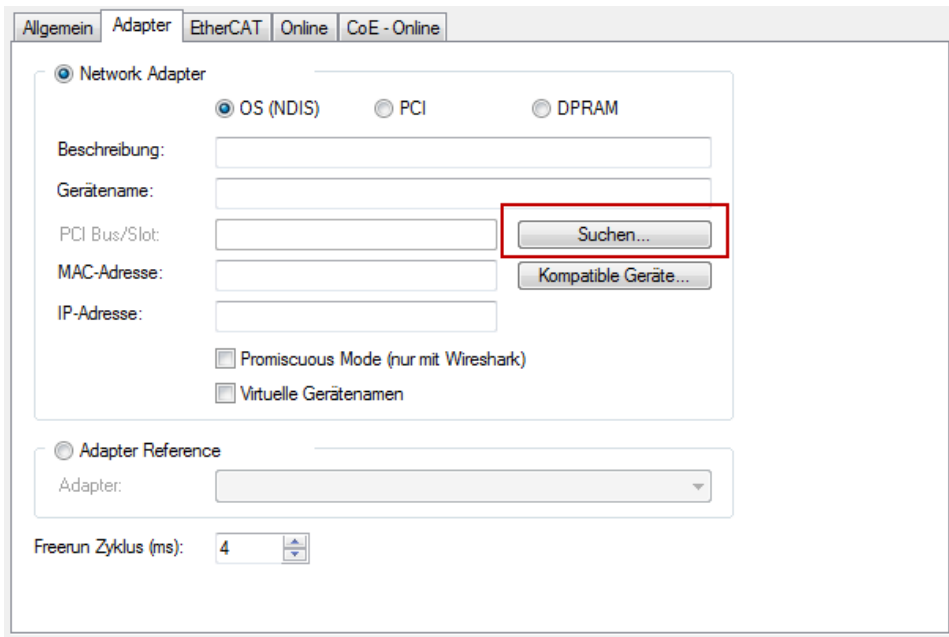 Allgemein Adapter EtherCAT Online CoE - Online
Network Adapter
OS (NDIS) PCI DPRAM
Beschreibung:
Gerätename:
PCI Bus/Slot: Suchen...
MAC-Adresse: Kompatible Geräte...
IP-Adresse:
Promiscuous Mode (nur mit Wireshark)
Virtuelle Gerätenamen
Adapter Reference
Adapter:
Freerun Zyklus (ms): 4